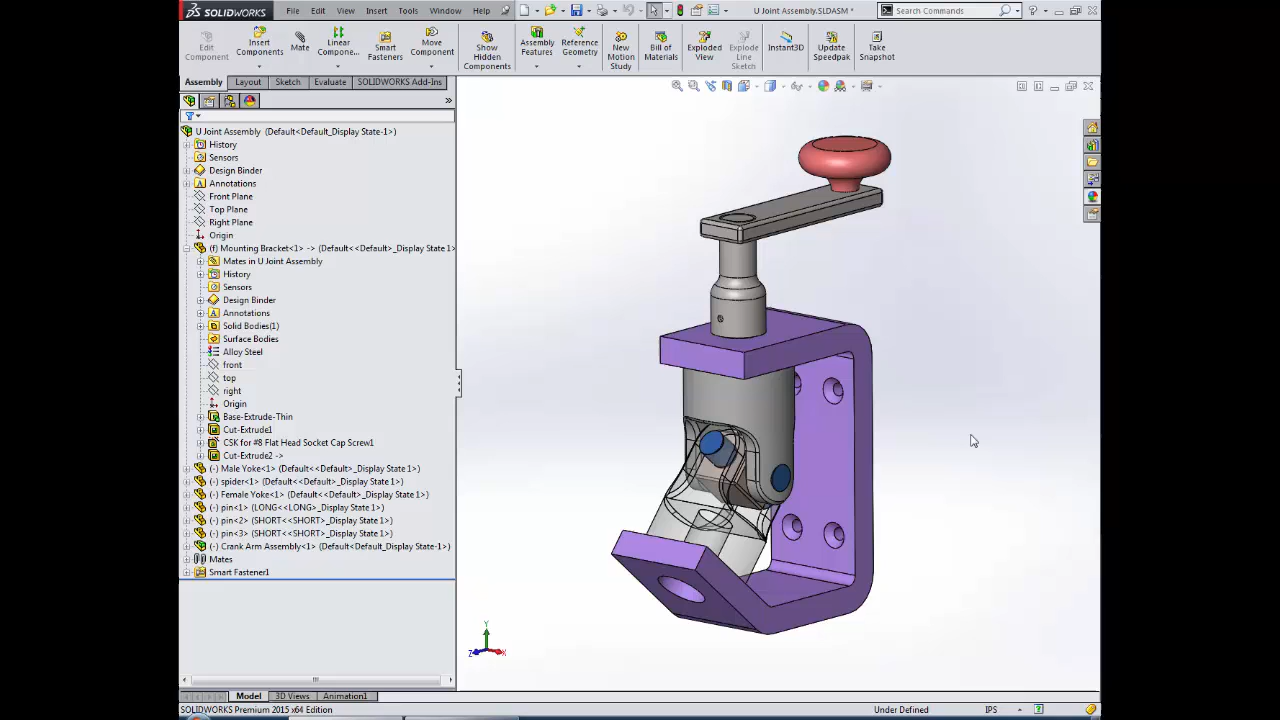 SOLIDWORKS File Edit View Insert Tools Window Help U Joint Assembly.SLDASM * Search Commands
Edit Component
Insert Components
Mate
Linear Compone...
Smart Fasteners
Move Component
Show Hidden Components
Assembly Features
Reference Geometry
New Motion Study
Bill of Materials
Exploded View
Explode Line Sketch
Instant3D
Update Speedpak
Take Snapshot
Assembly Layout Sketch Evaluate SOLIDWORKS Add-Ins
U Joint Assembly (Default<Default_Display State-1>)
History
Sensors
Design Binder
Annotations
Front Plane
Top Plane
Right Plane
Origin
(f) Mounting Bracket<1> -> (Default<<Default>_Display State 1>
Mates in U Joint Assembly
History
Sensors
Design Binder
Annotations
Solid Bodies(1)
Surface Bodies
Alloy Steel
front
top
right
Origin
Base-Extrude-Thin
Cut-Extrude1
CSK for #8 Flat Head Socket Cap Screw1
Cut-Extrude2 ->
(-) Male Yoke<1> (Default<<Default>_Display State 1>)
(-) spider<1> (Default<<Default>_Display State 1>)
(-) Female Yoke<1> (Default<<Default>_Display State 1>)
(-) pin<1> (LONG<<LONG>_Display State 1>)
(-) pin<2> (SHORT<<SHORT>_Display State 1>)
(-) pin<3> (SHORT<<SHORT>_Display State 1>)
(-) Crank Arm Assembly<1> (Default<Default_Display State-1>)
Mates
Smart Fastener1
Y
Z X
Model 3D Views Animation1
SOLIDWORKS Premium 2015 x64 Edition Under Defined IPS